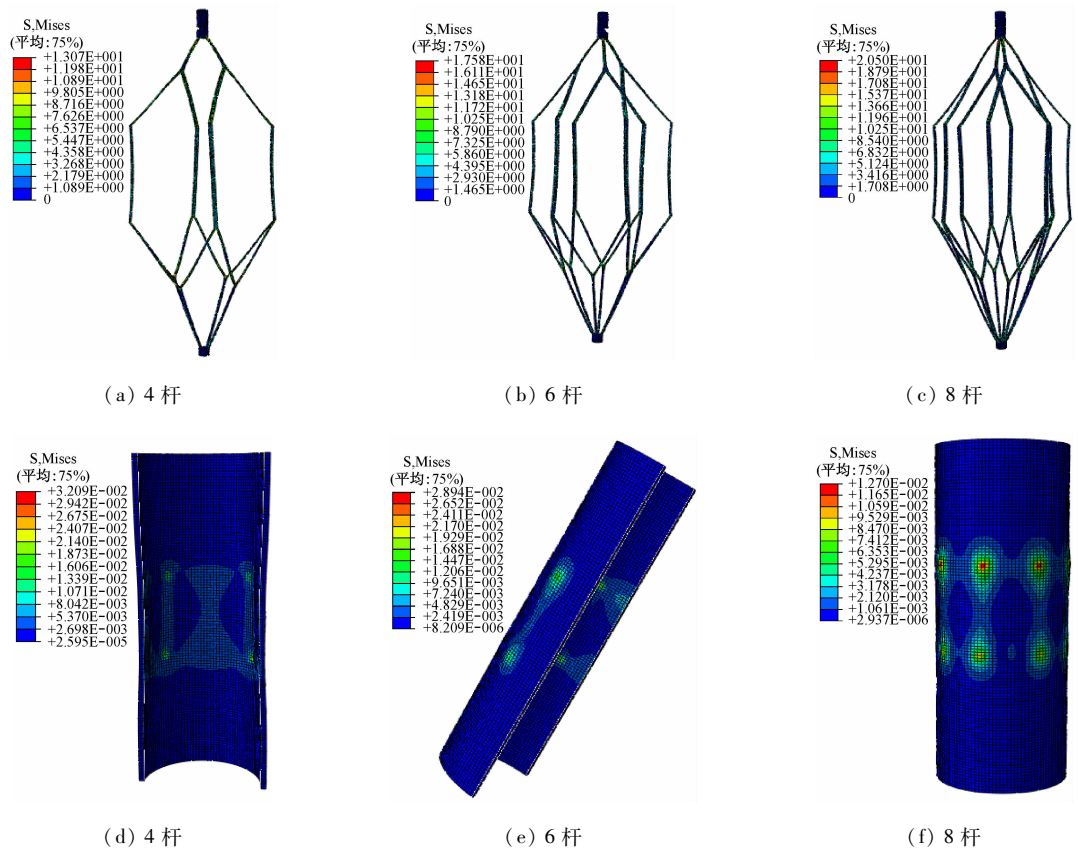 S,Mises
(平均:75%)
+1.307E+001
+1.198E+001
+1.089E+001
+9.805E+000
+8.716E+000
+7.626E+000
+6.537E+000
+5.447E+000
+4.358E+000
+3.268E+000
+2.179E+000
+1.089E+000
0
(a) 4 杆
S,Mises
(平均:75%)
+1.758E+001
+1.611E+001
+1.465E+001
+1.318E+001
+1.172E+001
+1.025E+001
+8.790E+000
+7.325E+000
+5.860E+000
+4.395E+000
+2.930E+000
+1.465E+000
0
(b) 6 杆
S,Mises
(平均:75%)
+2.050E+001
+1.879E+001
+1.708E+001
+1.537E+001
+1.366E+001
+1.196E+001
+1.025E+001
+8.540E+000
+6.832E+000
+5.124E+000
+3.416E+000
+1.708E+000
0
(c) 8 杆
S,Mises
(平均:75%)
+3.209E−002
+2.942E−002
+2.675E−002
+2.407E−002
+2.140E−002
+1.873E−002
+1.606E−002
+1.339E−002
+1.071E−002
+8.042E−003
+5.370E−003
+2.698E−003
+2.595E−005
(d) 4 杆
S,Mises
(平均:75%)
+2.894E−002
+2.652E−002
+2.411E−002
+2.170E−002
+1.929E−002
+1.688E−002
+1.447E−002
+1.206E−002
+9.651E−003
+7.240E−003
+4.829E−003
+2.419E−003
+8.209E−006
(e) 6 杆
S,Mises
(平均:75%)
+1.270E−002
+1.165E−002
+1.059E−002
+9.529E−003
+8.470E−003
+7.412E−003
+6.353E−003
+5.295E−003
+4.237E−003
+3.178E−003
+2.120E−003
+1.061E−003
+2.937E−006
(f) 8 杆